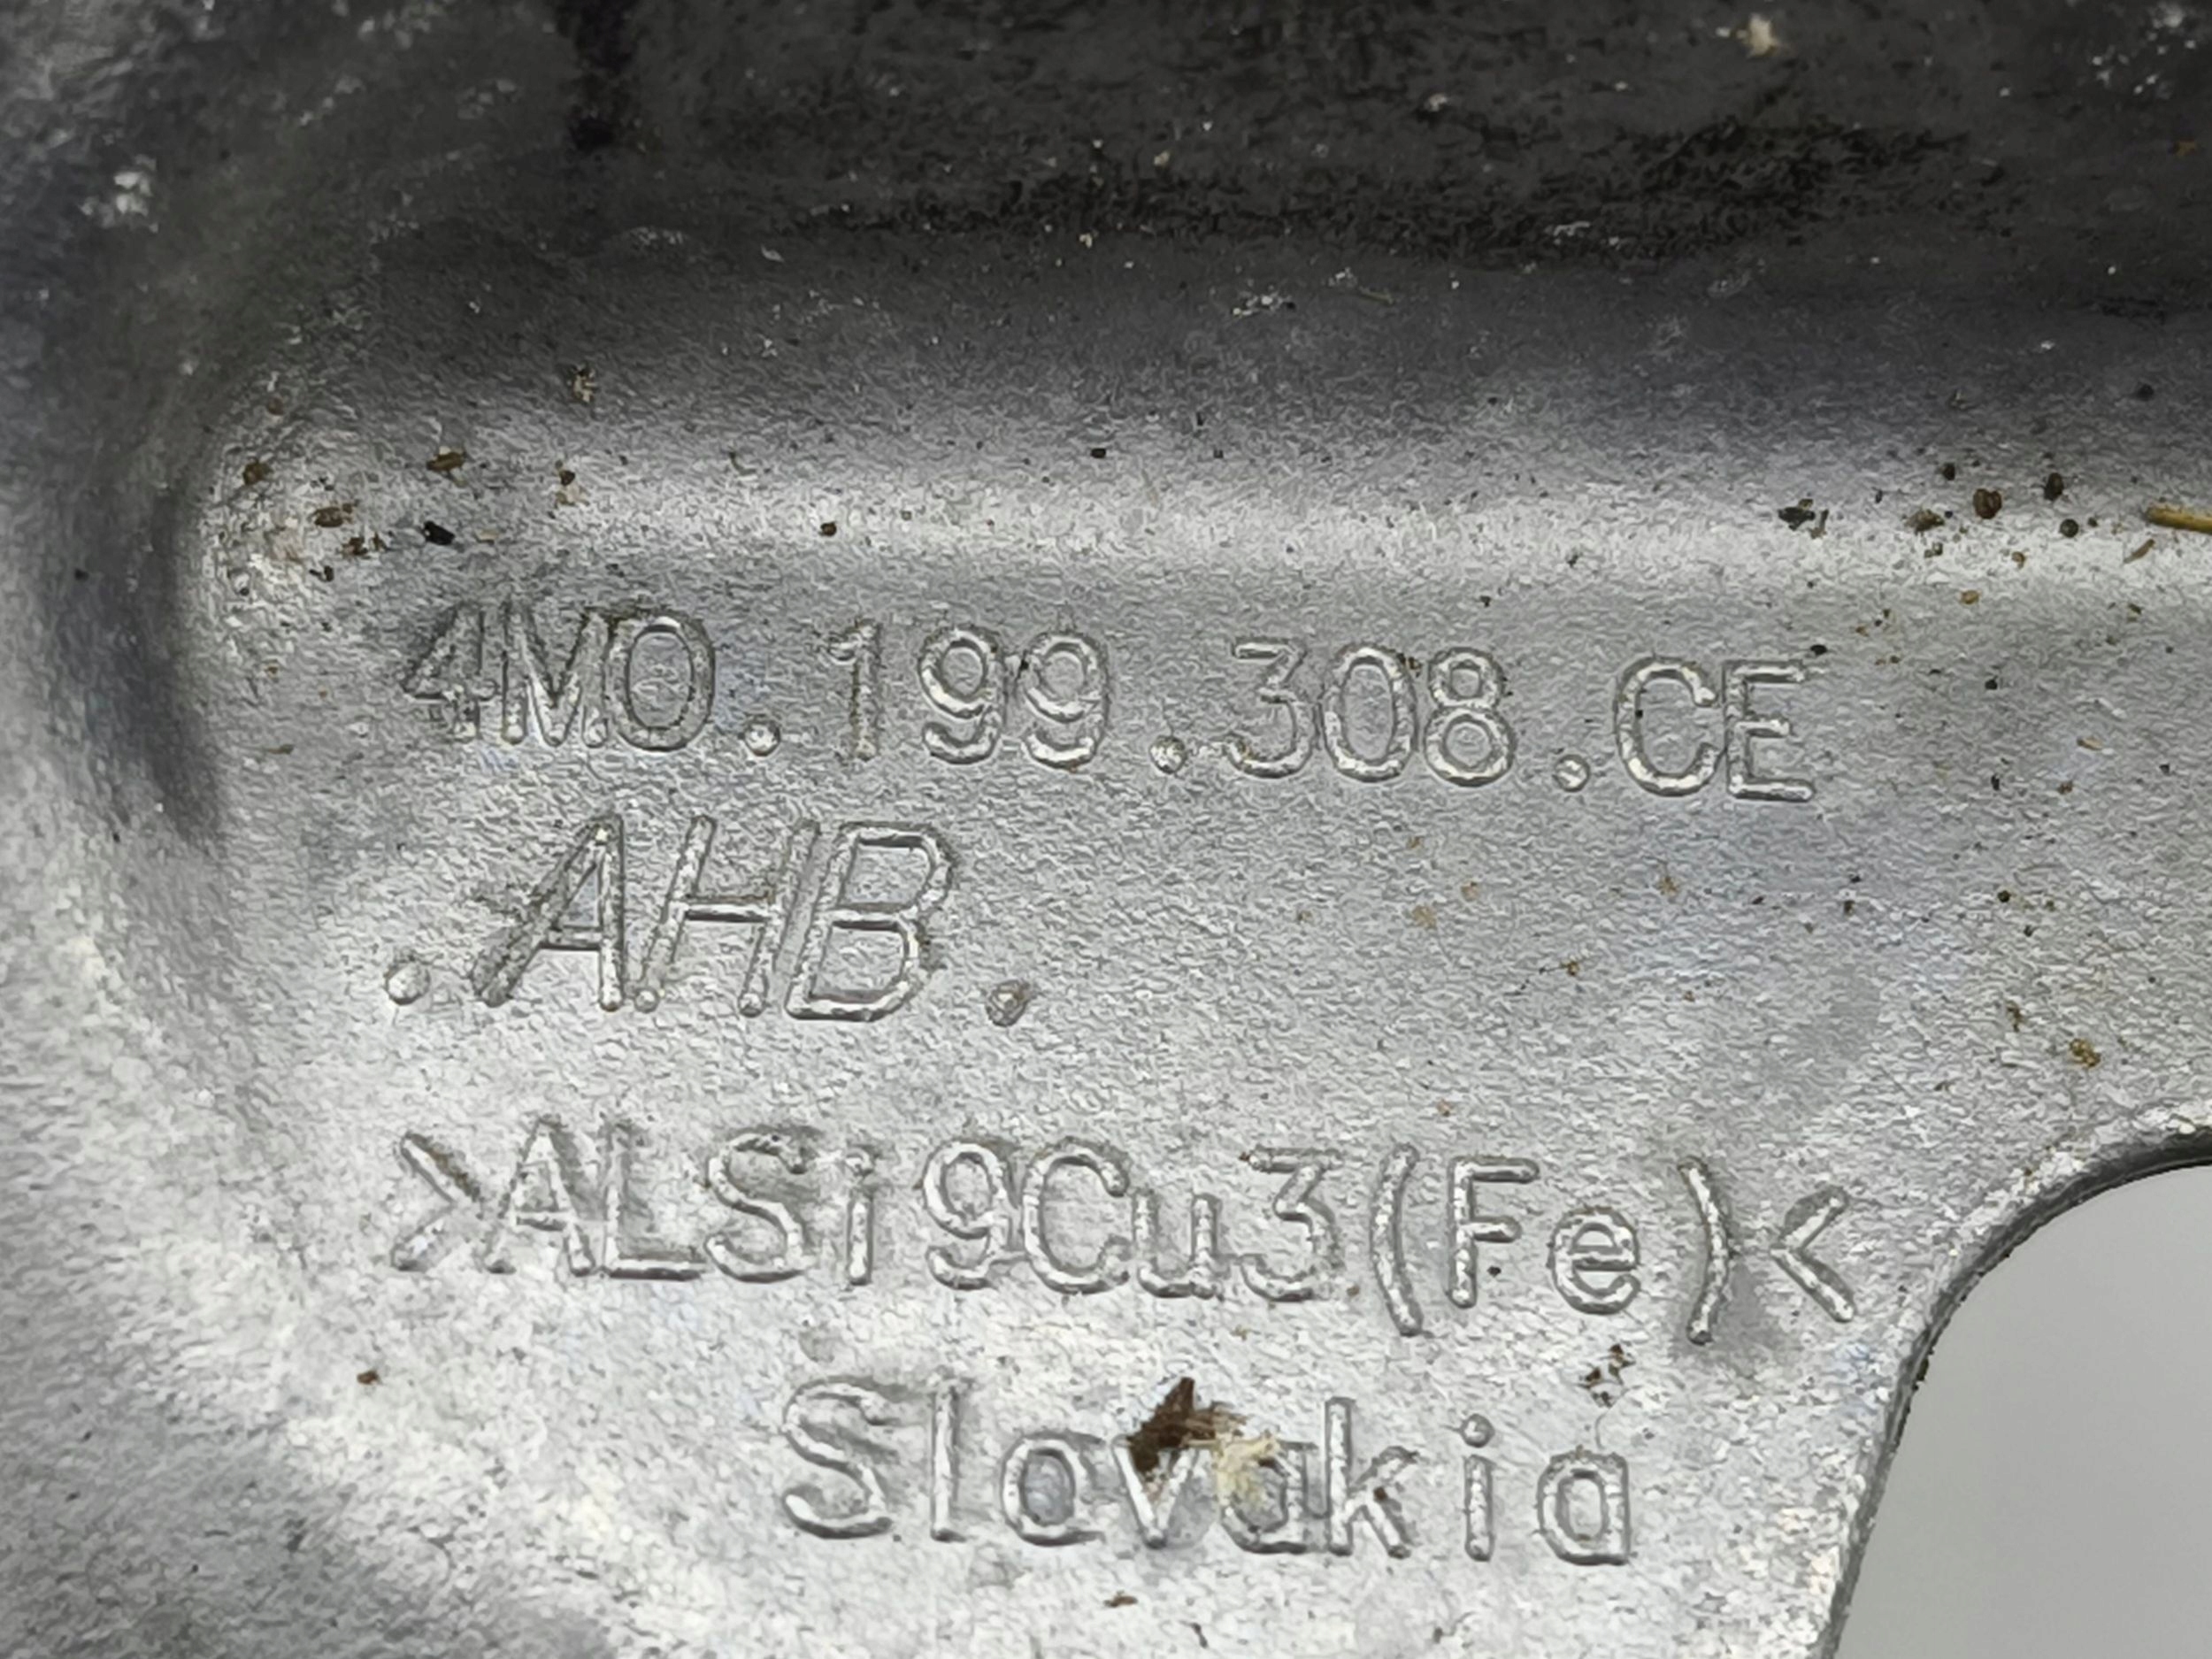 4M0.199.308.CE
.AHB.
>ALSi9Cu3(Fe)<
Slovakia